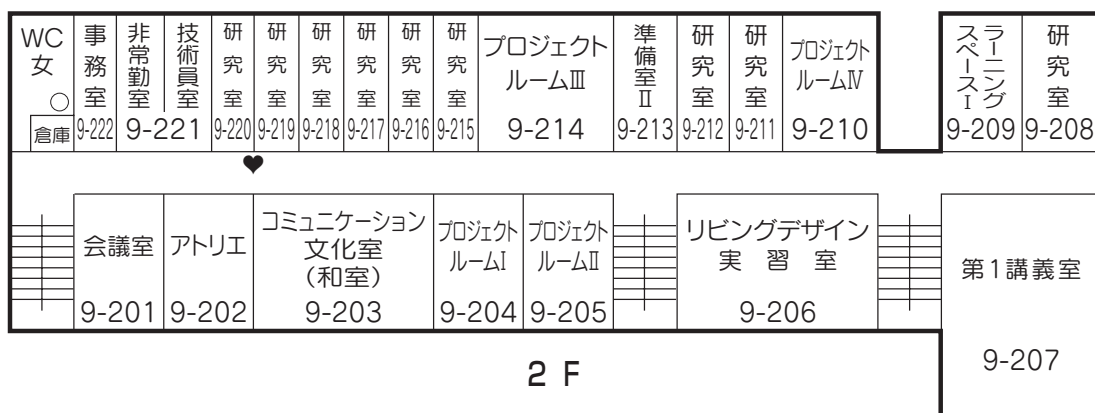 WC
女
倉庫
事務室
9-222
非常勤室
技術員室
9-221
研究室
9-220
研究室
9-219
研究室
9-218
研究室
9-217
研究室
9-216
研究室
9-215
プロジェクト
ルームⅢ
9-214
準備室Ⅱ
9-213
研究室
9-212
研究室
9-211
プロジェクト
ルームⅣ
9-210
ラーニング
スペースⅠ
9-209
研究室
9-208
会議室
9-201
アトリエ
9-202
コミュニケーション
文化室
(和室)
9-203
プロジェクト
ルームⅠ
9-204
プロジェクト
ルームⅡ
9-205
リビングデザイン
実習室
9-206
第1講義室
9-207
2 F